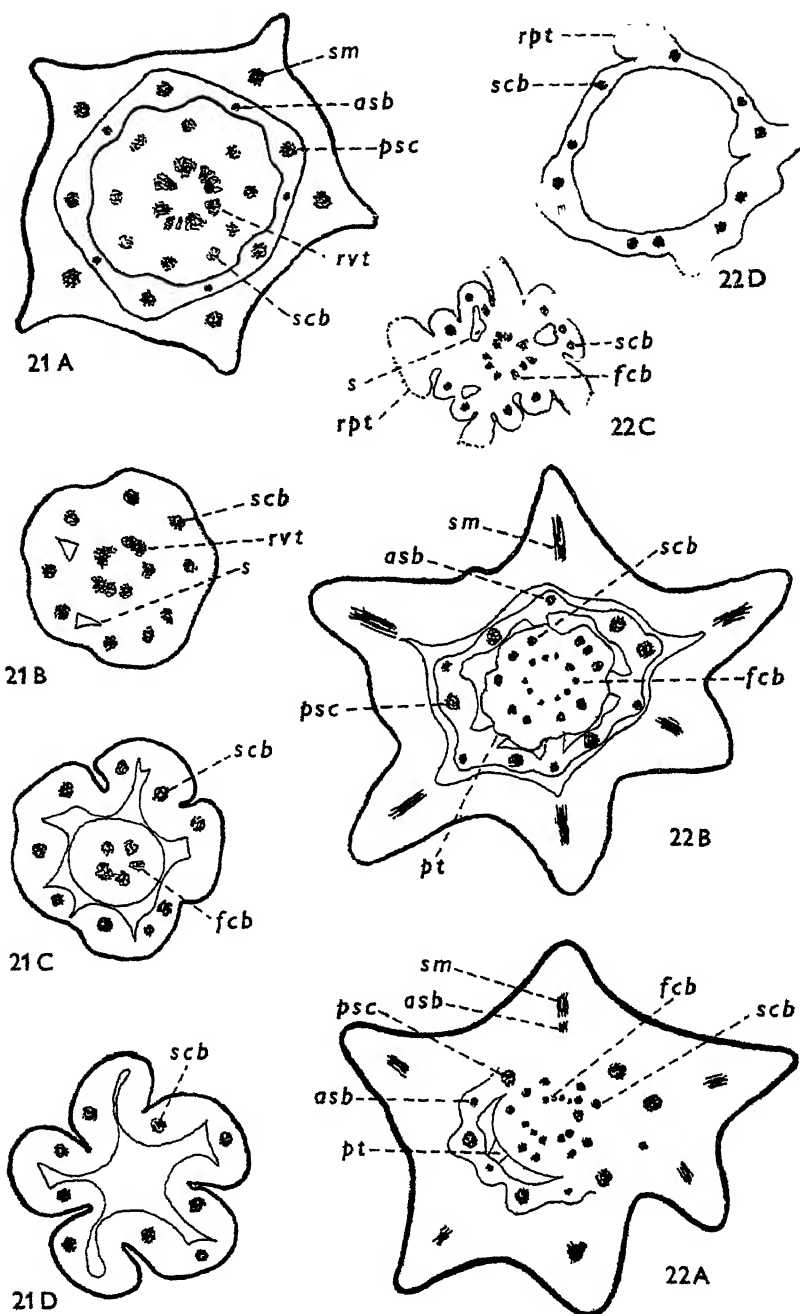 sm
asb
psc
rvt
scb
21 A
rpt
scb
22 D
s
rpt
scb
fcb
22 C
scb
rvt
s
21 B
sm
asb
scb
psc
fcb
pt
22 B
scb
fcb
21 C
scb
21 D
sm
asb
psc
fcb
scb
asb
pt
22 A